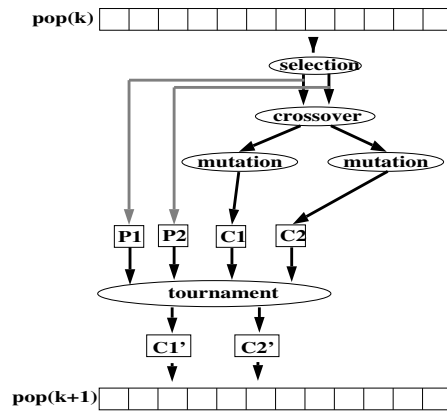 pop(k)
selection
crossover
mutation mutation
P1 P2 C1 C2
tournament
C1' C2'
pop(k+1)